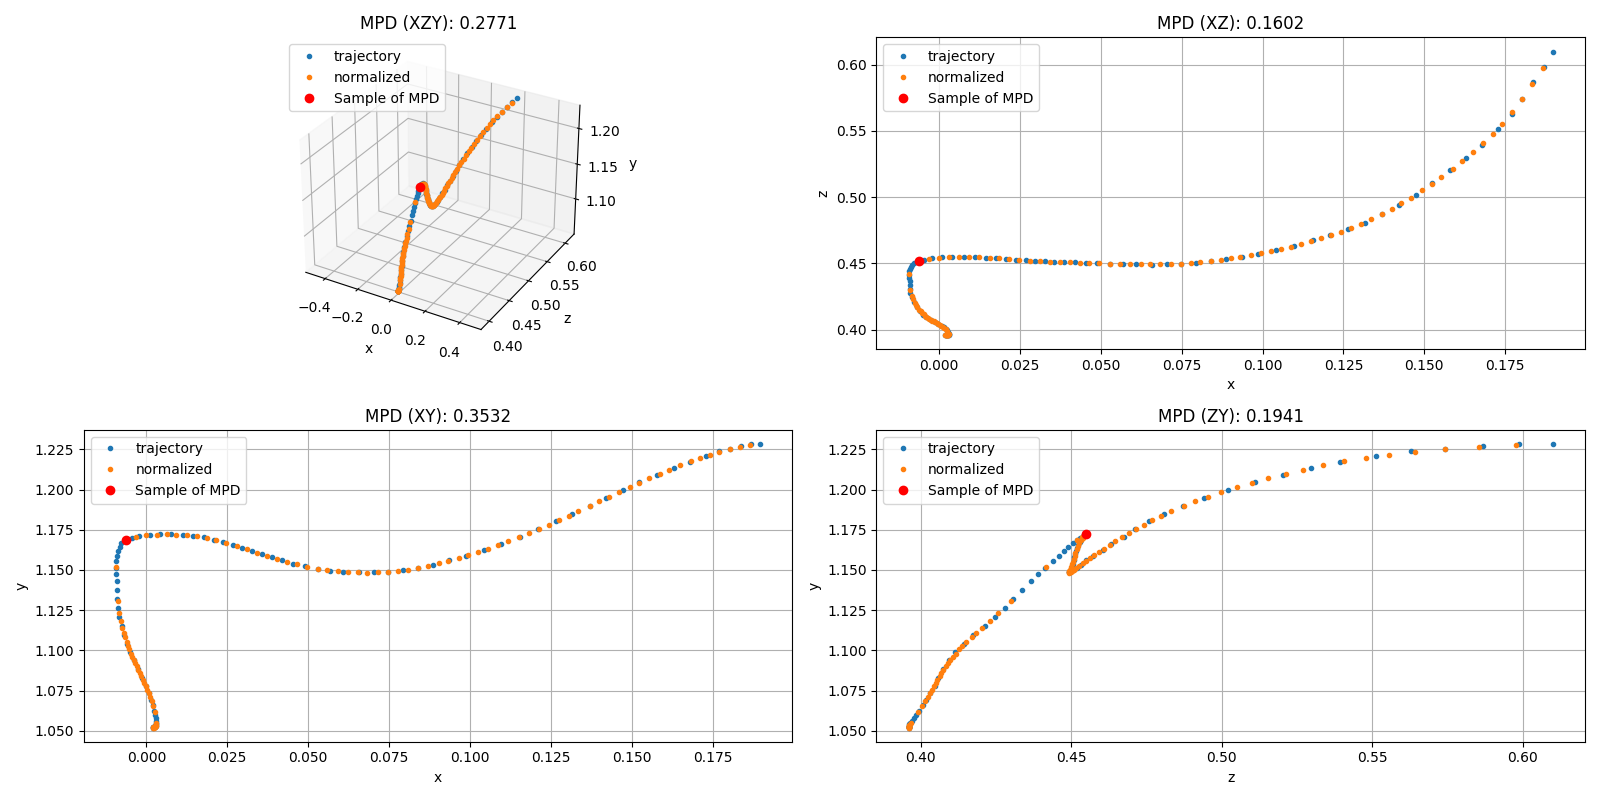 MPD (XZY): 0.2771
trajectory
normalized
Sample of MPD
1.20
1.15
1.10
y
0.60
0.55
0.50
0.45
0.40
z
−0.4
−0.2
0.0
0.2
0.4
x
MPD (XZ): 0.1602
trajectory
normalized
Sample of MPD
0.60
0.55
0.50
0.45
0.40
z
0.000 0.025 0.050 0.075 0.100 0.125 0.150 0.175
x
MPD (XY): 0.3532
trajectory
normalized
Sample of MPD
1.225
1.200
1.175
1.150
1.125
1.100
1.075
1.050
y
0.000 0.025 0.050 0.075 0.100 0.125 0.150 0.175
x
MPD (ZY): 0.1941
trajectory
normalized
Sample of MPD
1.225
1.200
1.175
1.150
1.125
1.100
1.075
1.050
y
0.40 0.45 0.50 0.55 0.60
z